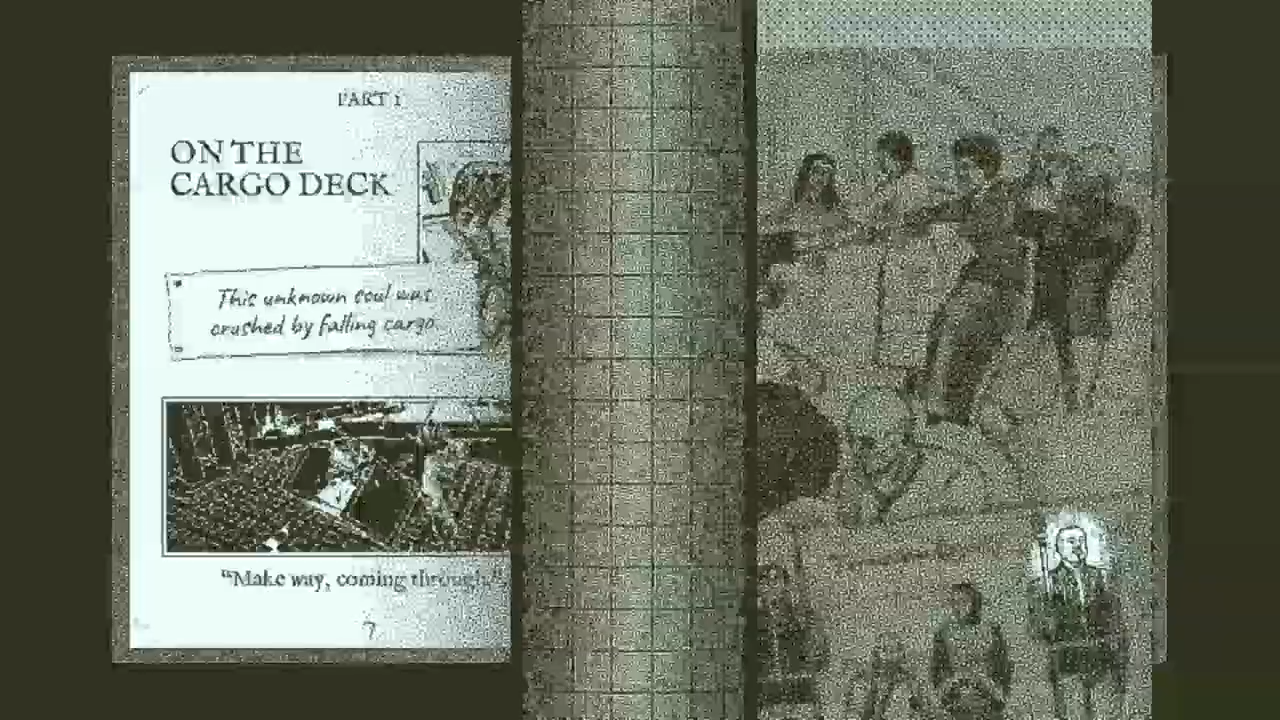 PART 1
ON THE
CARGO DECK
This unknown soul was
crushed by falling cargo.
"Make way, coming through."
7